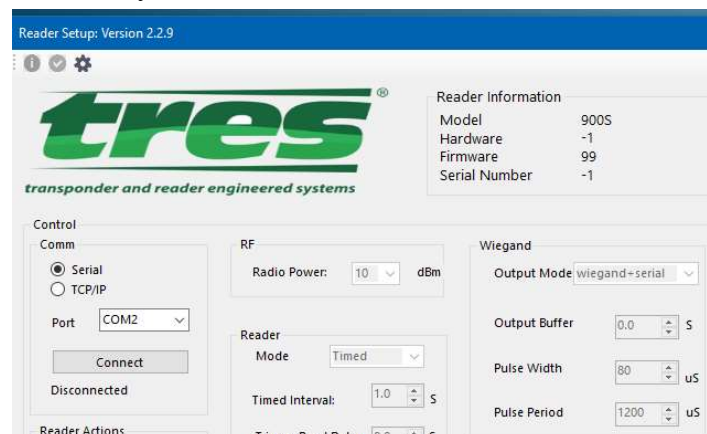 Reader Setup: Version 2.2.9
tres®
transponder and reader engineered systems
Reader Information
Model 900S
Hardware -1
Firmware 99
Serial Number -1
Control
Comm
Serial
TCP/IP
Port COM2
Connect
Disconnected
Reader Actions
RF
Radio Power: 10 dBm
Reader
Mode Timed
Timed Interval: 1.0 S
Wiegand
Output Mode wiegand+serial
Output Buffer 0.0 S
Pulse Width 80 uS
Pulse Period 1200 uS